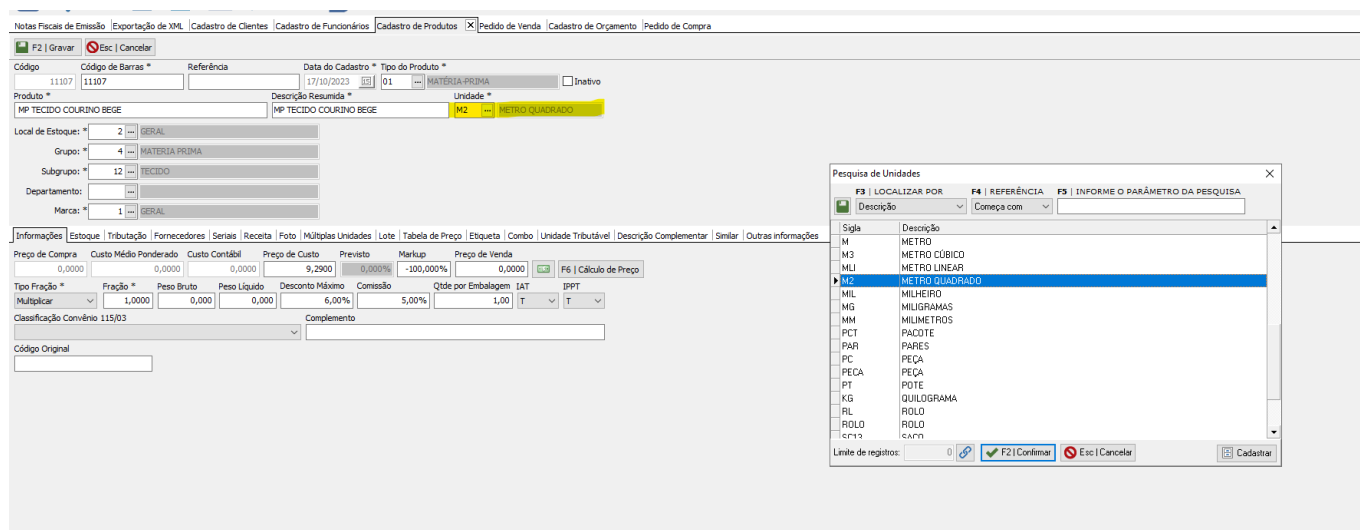 Notas Fiscais de Emissão Exportação de XML Cadastro de Clientes Cadastro de Funcionários Cadastro de Produtos X Pedido de Venda Cadastro de Orçamento Pedido de Compra
F2 | Gravar Esc | Cancelar
Código Código de Barras * Referência Data do Cadastro * Tipo do Produto *
11107 11107 17/10/2023 15 01 ... MATÉRIA-PRIMA Inativo
Produto * Descrição Resumida * Unidade *
MP TECIDO COURINO BEGE MP TECIDO COURINO BEGE M2 ... METRO QUADRADO
Local de Estoque: * 2 ... GERAL
Grupo: * 4 ... MATERIA PRIMA
Subgrupo: * 12 ... TECIDO
Departamento: ...
Marca: * 1 ... GERAL
Informações Estoque Tributação Fornecedores Seriais Receita Foto Múltiplas Unidades Lote Tabela de Preço Etiqueta Combo Unidade Tributável Descrição Complementar Similar Outras informações
Preço de Compra Custo Médio Ponderado Custo Contábil Preço de Custo Previsto Markup Preço de Venda
0,0000 0,0000 0,0000 9,2900 0,000% -100,000% 0,0000 F6 | Cálculo de Preço
Tipo Fração * Fração * Peso Bruto Peso Líquido Desconto Máximo Comissão Qtde por Embalagem IAT IPPT
Multiplicar 1,0000 0,000 0,000 6,00% 5,00% 1,00 T T
Classificação Convênio 115/03 Complemento
Código Original
Pesquisa de Unidades
F3 | LOCALIZAR POR F4 | REFERÊNCIA F5 | INFORME O PARÂMETRO DA PESQUISA
Descrição Começa com
Sigla Descrição
M METRO
M3 METRO CÚBICO
MLI METRO LINEAR
M2 METRO QUADRADO
MIL MILHEIRO
MG MILIGRAMAS
MM MILIMETROS
PCT PACOTE
PAR PARES
PC PEÇA
PECA PEÇA
PT POTE
KG QUILOGRAMA
RL ROLO
ROLO ROLO
SC13 SACO
Limite de registros: 0 F2 | Confirmar Esc | Cancelar Cadastrar